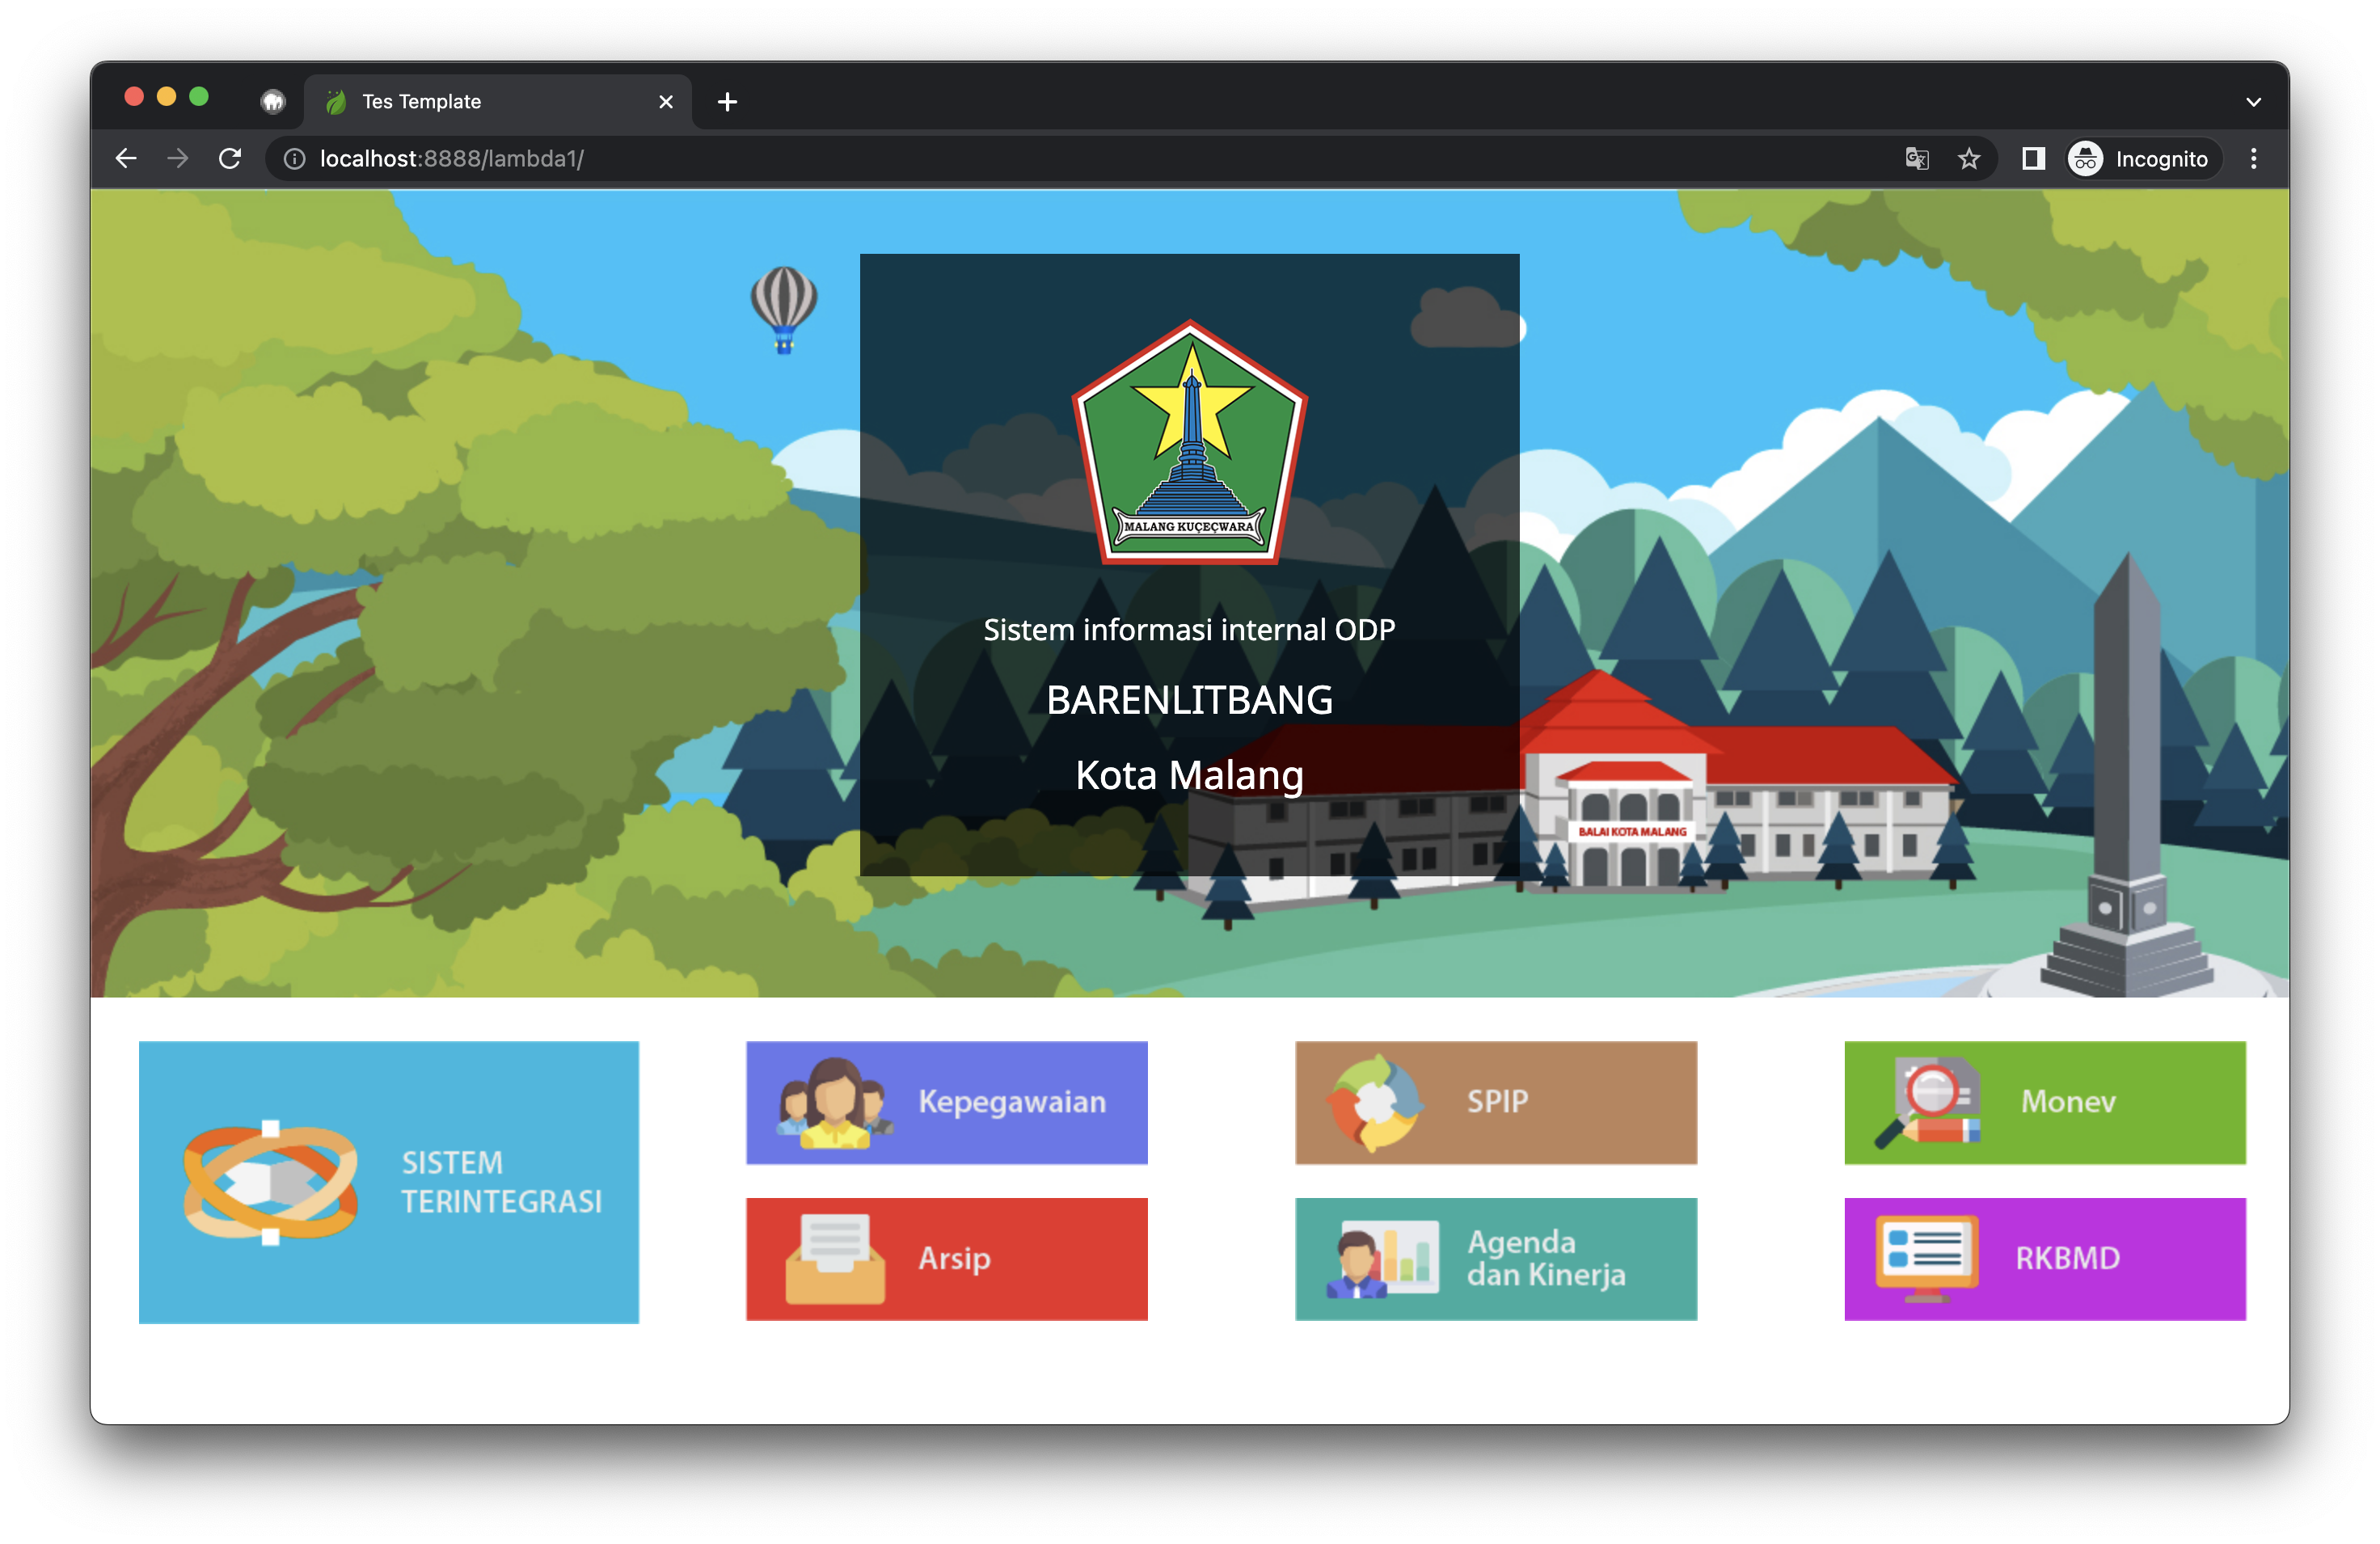 Tes Template
localhost:8888/lambda1/
Incognito
MALANG KUÇEÇWARA
Sistem informasi internal ODP
BARENLITBANG
Kota Malang
BALAI KOTA MALANG
SISTEM
TERINTEGRASI
Kepegawaian
SPIP
Monev
Arsip
Agenda
dan Kinerja
RKBMD